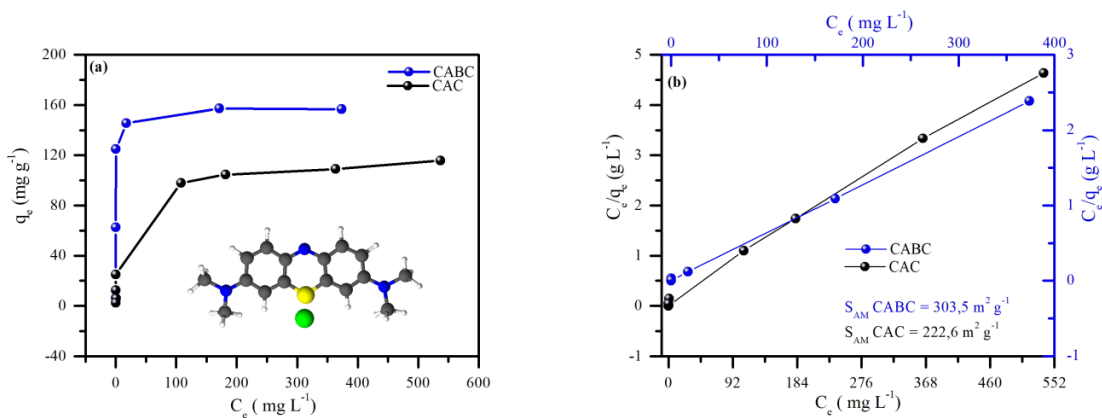 (a)
CABC
CAC
200
160
120
80
40
0
-40
q_e (mg g^-1)
0 100 200 300 400 500 600
C_e ( mg L^-1)
C_e ( mg L^-1)
0 100 200 300 400
(b)
6
5
4
3
2
1
0
-1
C_e/q_e (g L^-1)
3
2
1
0
-1
C_e/q_e (g L^-1)
CABC
CAC
S_AM CABC = 303,5 m^2 g^-1
S_AM CAC = 222,6 m^2 g^-1
0 92 184 276 368 460 552
C_e ( mg L^-1)